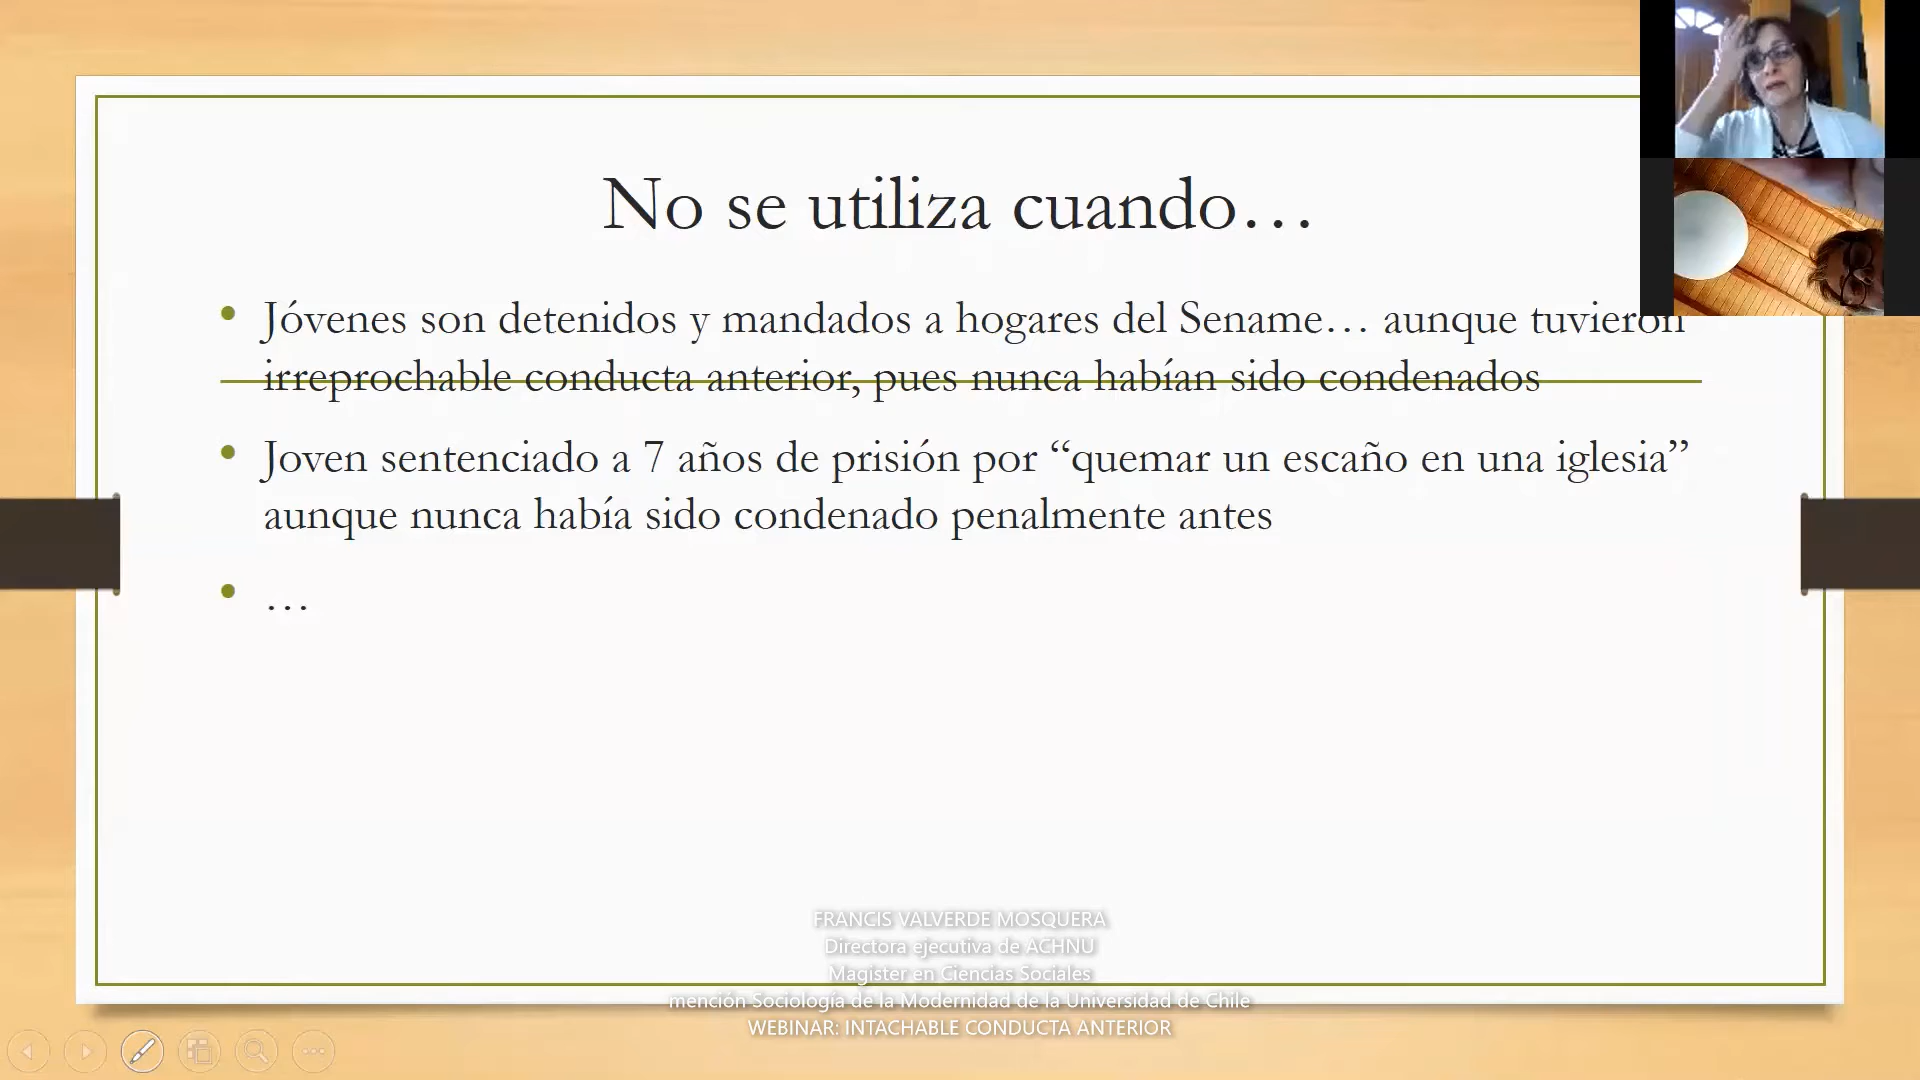 No se utiliza cuando…
• Jóvenes son detenidos y mandados a hogares del Sename… aunque tuvieron
irreprochable conducta anterior, pues nunca habían sido condenados
• Joven sentenciado a 7 años de prisión por “quemar un escaño en una iglesia”
aunque nunca había sido condenado penalmente antes
• …
FRANCIS VALVERDE MOSQUERA
Directora ejecutiva de ACHNU
Magister en Ciencias Sociales
mención Sociología de la Modernidad de la Universidad de Chile
WEBINAR: INTACHABLE CONDUCTA ANTERIOR